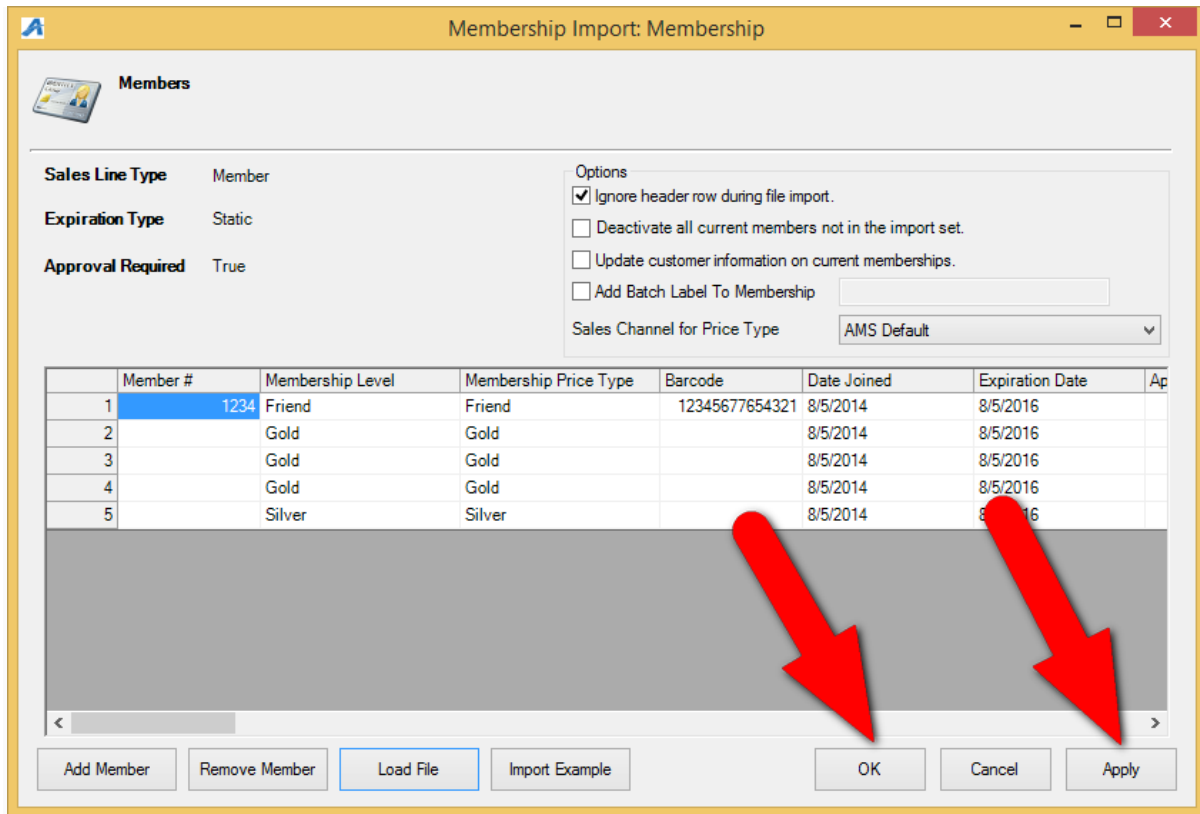 Membership Import: Membership
Members
Sales Line Type Member
Expiration Type Static
Approval Required True
Options
Ignore header row during file import.
Deactivate all current members not in the import set.
Update customer information on current memberships.
Add Batch Label To Membership
Sales Channel for Price Type AMS Default
Member # Membership Level Membership Price Type Barcode Date Joined Expiration Date Ap
1 1234 Friend Friend 12345677654321 8/5/2014 8/5/2016
2 Gold Gold 8/5/2014 8/5/2016
3 Gold Gold 8/5/2014 8/5/2016
4 Gold Gold 8/5/2014 8/5/2016
5 Silver Silver 8/5/2014
Add Member Remove Member Load File Import Example OK Cancel Apply